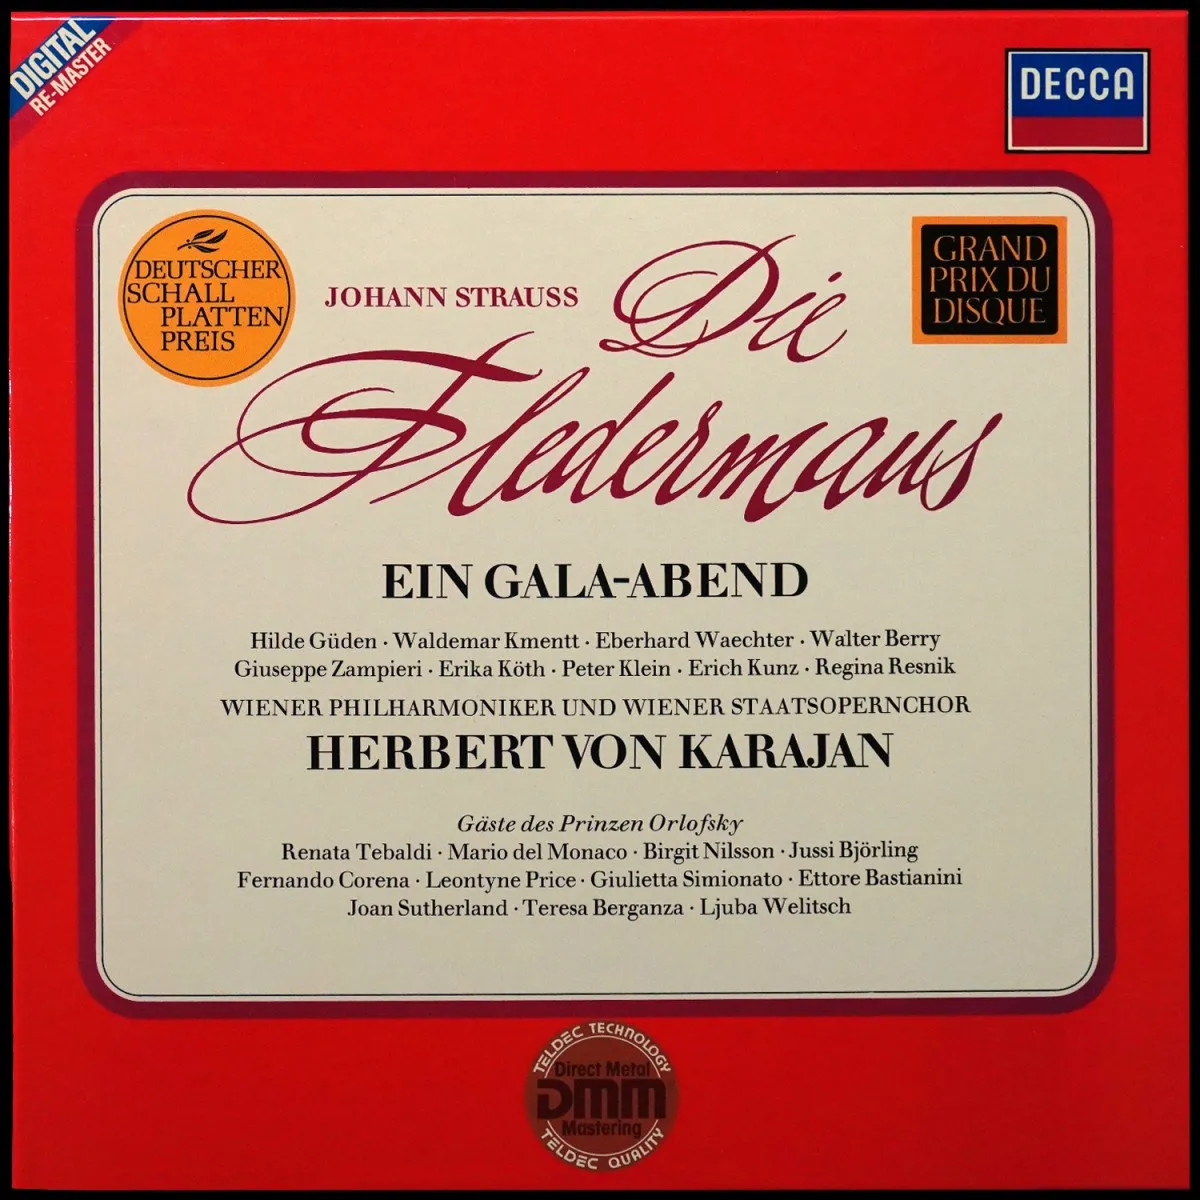 DIGITAL
RE-MASTER
DECCA
DEUTSCHER
SCHALL
PLATTEN
PREIS
GRAND
PRIX DU
DISQUE
JOHANN STRAUSS
Die
Fledermaus
EIN GALA-ABEND
Hilde Güden · Waldemar Kmentt · Eberhard Waechter · Walter Berry
Giuseppe Zampieri · Erika Köth · Peter Klein · Erich Kunz · Regina Resnik
WIENER PHILHARMONIKER UND WIENER STAATSOPERNCHOR
HERBERT VON KARAJAN
Gäste des Prinzen Orlofsky
Renata Tebaldi · Mario del Monaco · Birgit Nilsson · Jussi Björling
Fernando Corena · Leontyne Price · Giulietta Simionato · Ettore Bastianini
Joan Sutherland · Teresa Berganza · Ljuba Welitsch
TELDEC TECHNOLOGY
Direct Metal
DMM
Mastering
TELDEC QUALITY